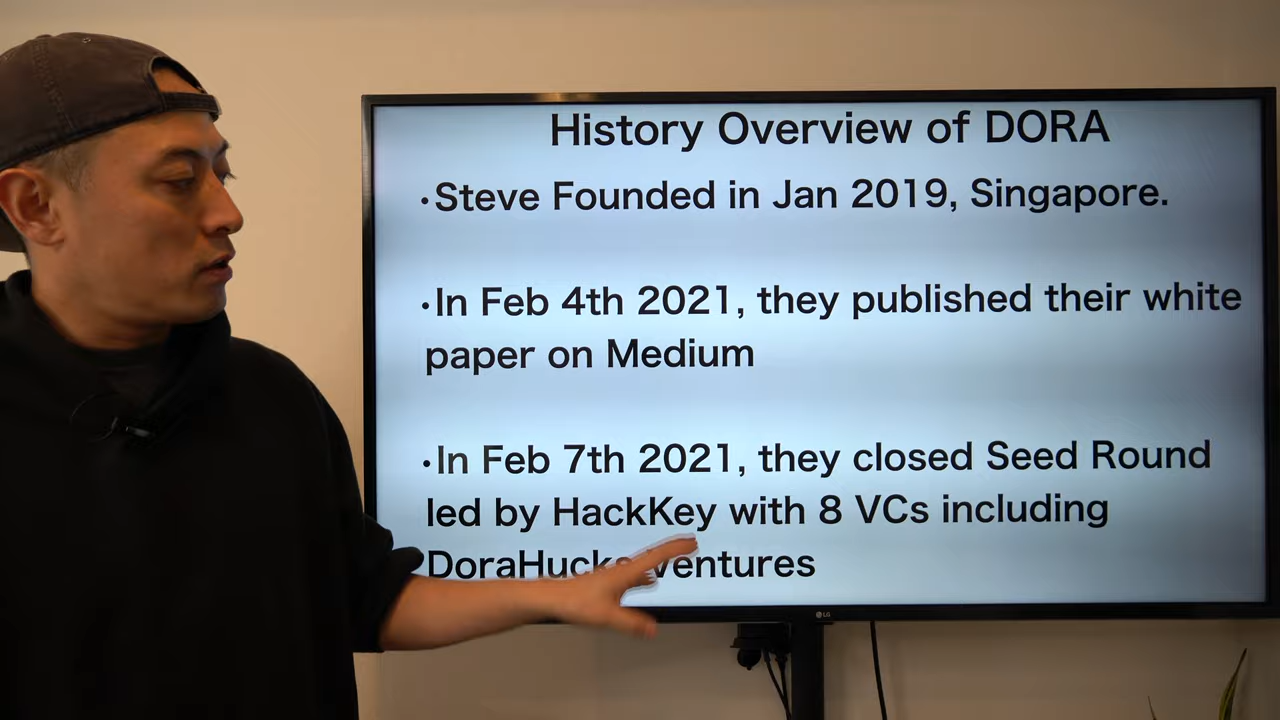 History Overview of DORA
・Steve Founded in Jan 2019, Singapore.
・In Feb 4th 2021, they published their white
paper on Medium
・In Feb 7th 2021, they closed Seed Round
led by HackKey with 8 VCs including
DoraHucks Ventures
LG